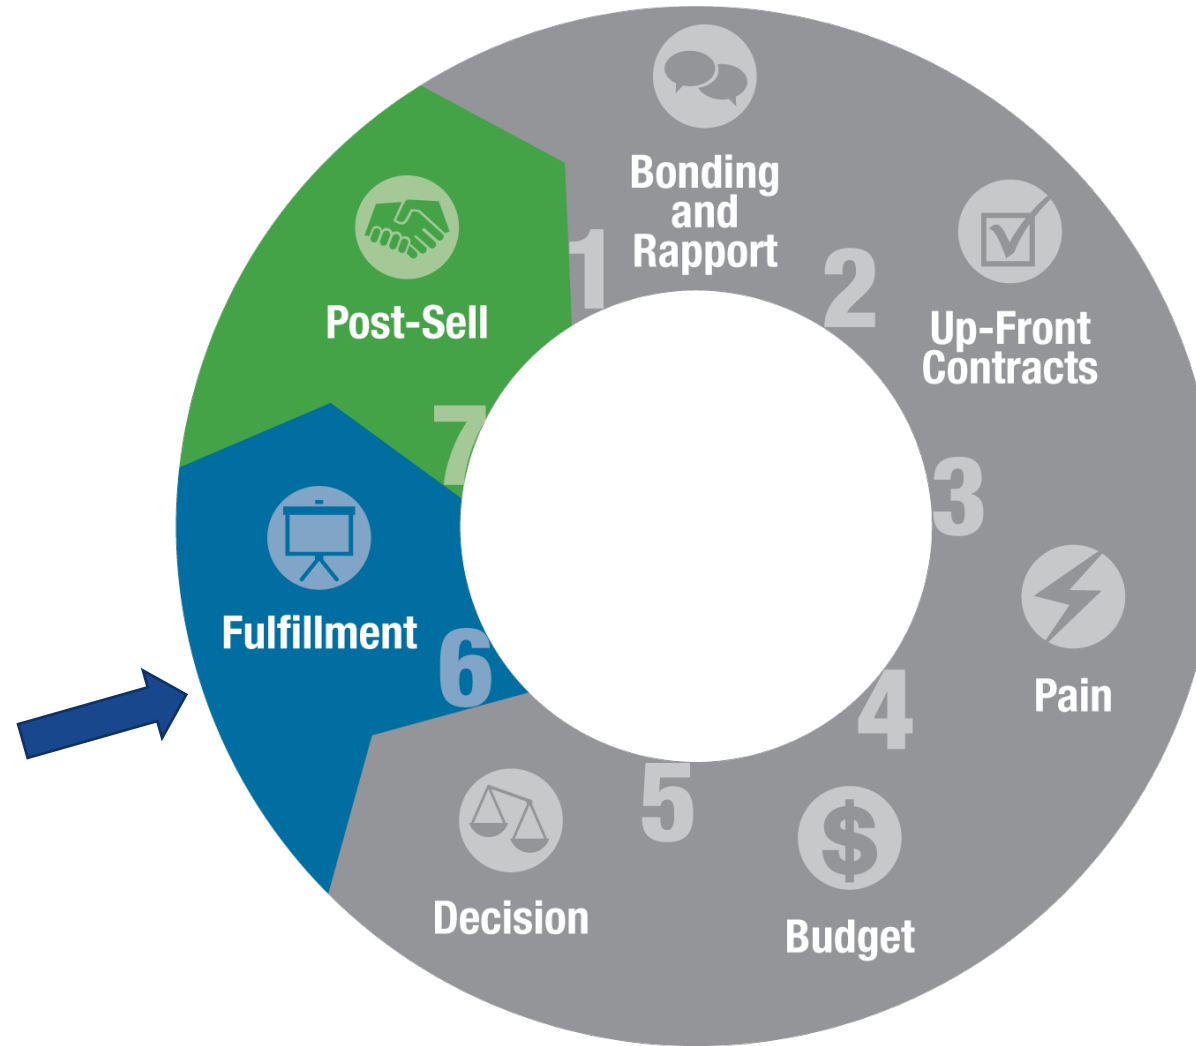 1
Bonding
and
Rapport
2
Up-Front
Contracts
3
Pain
4
$
Budget
5
Decision
6
Fulfillment
7
Post-Sell